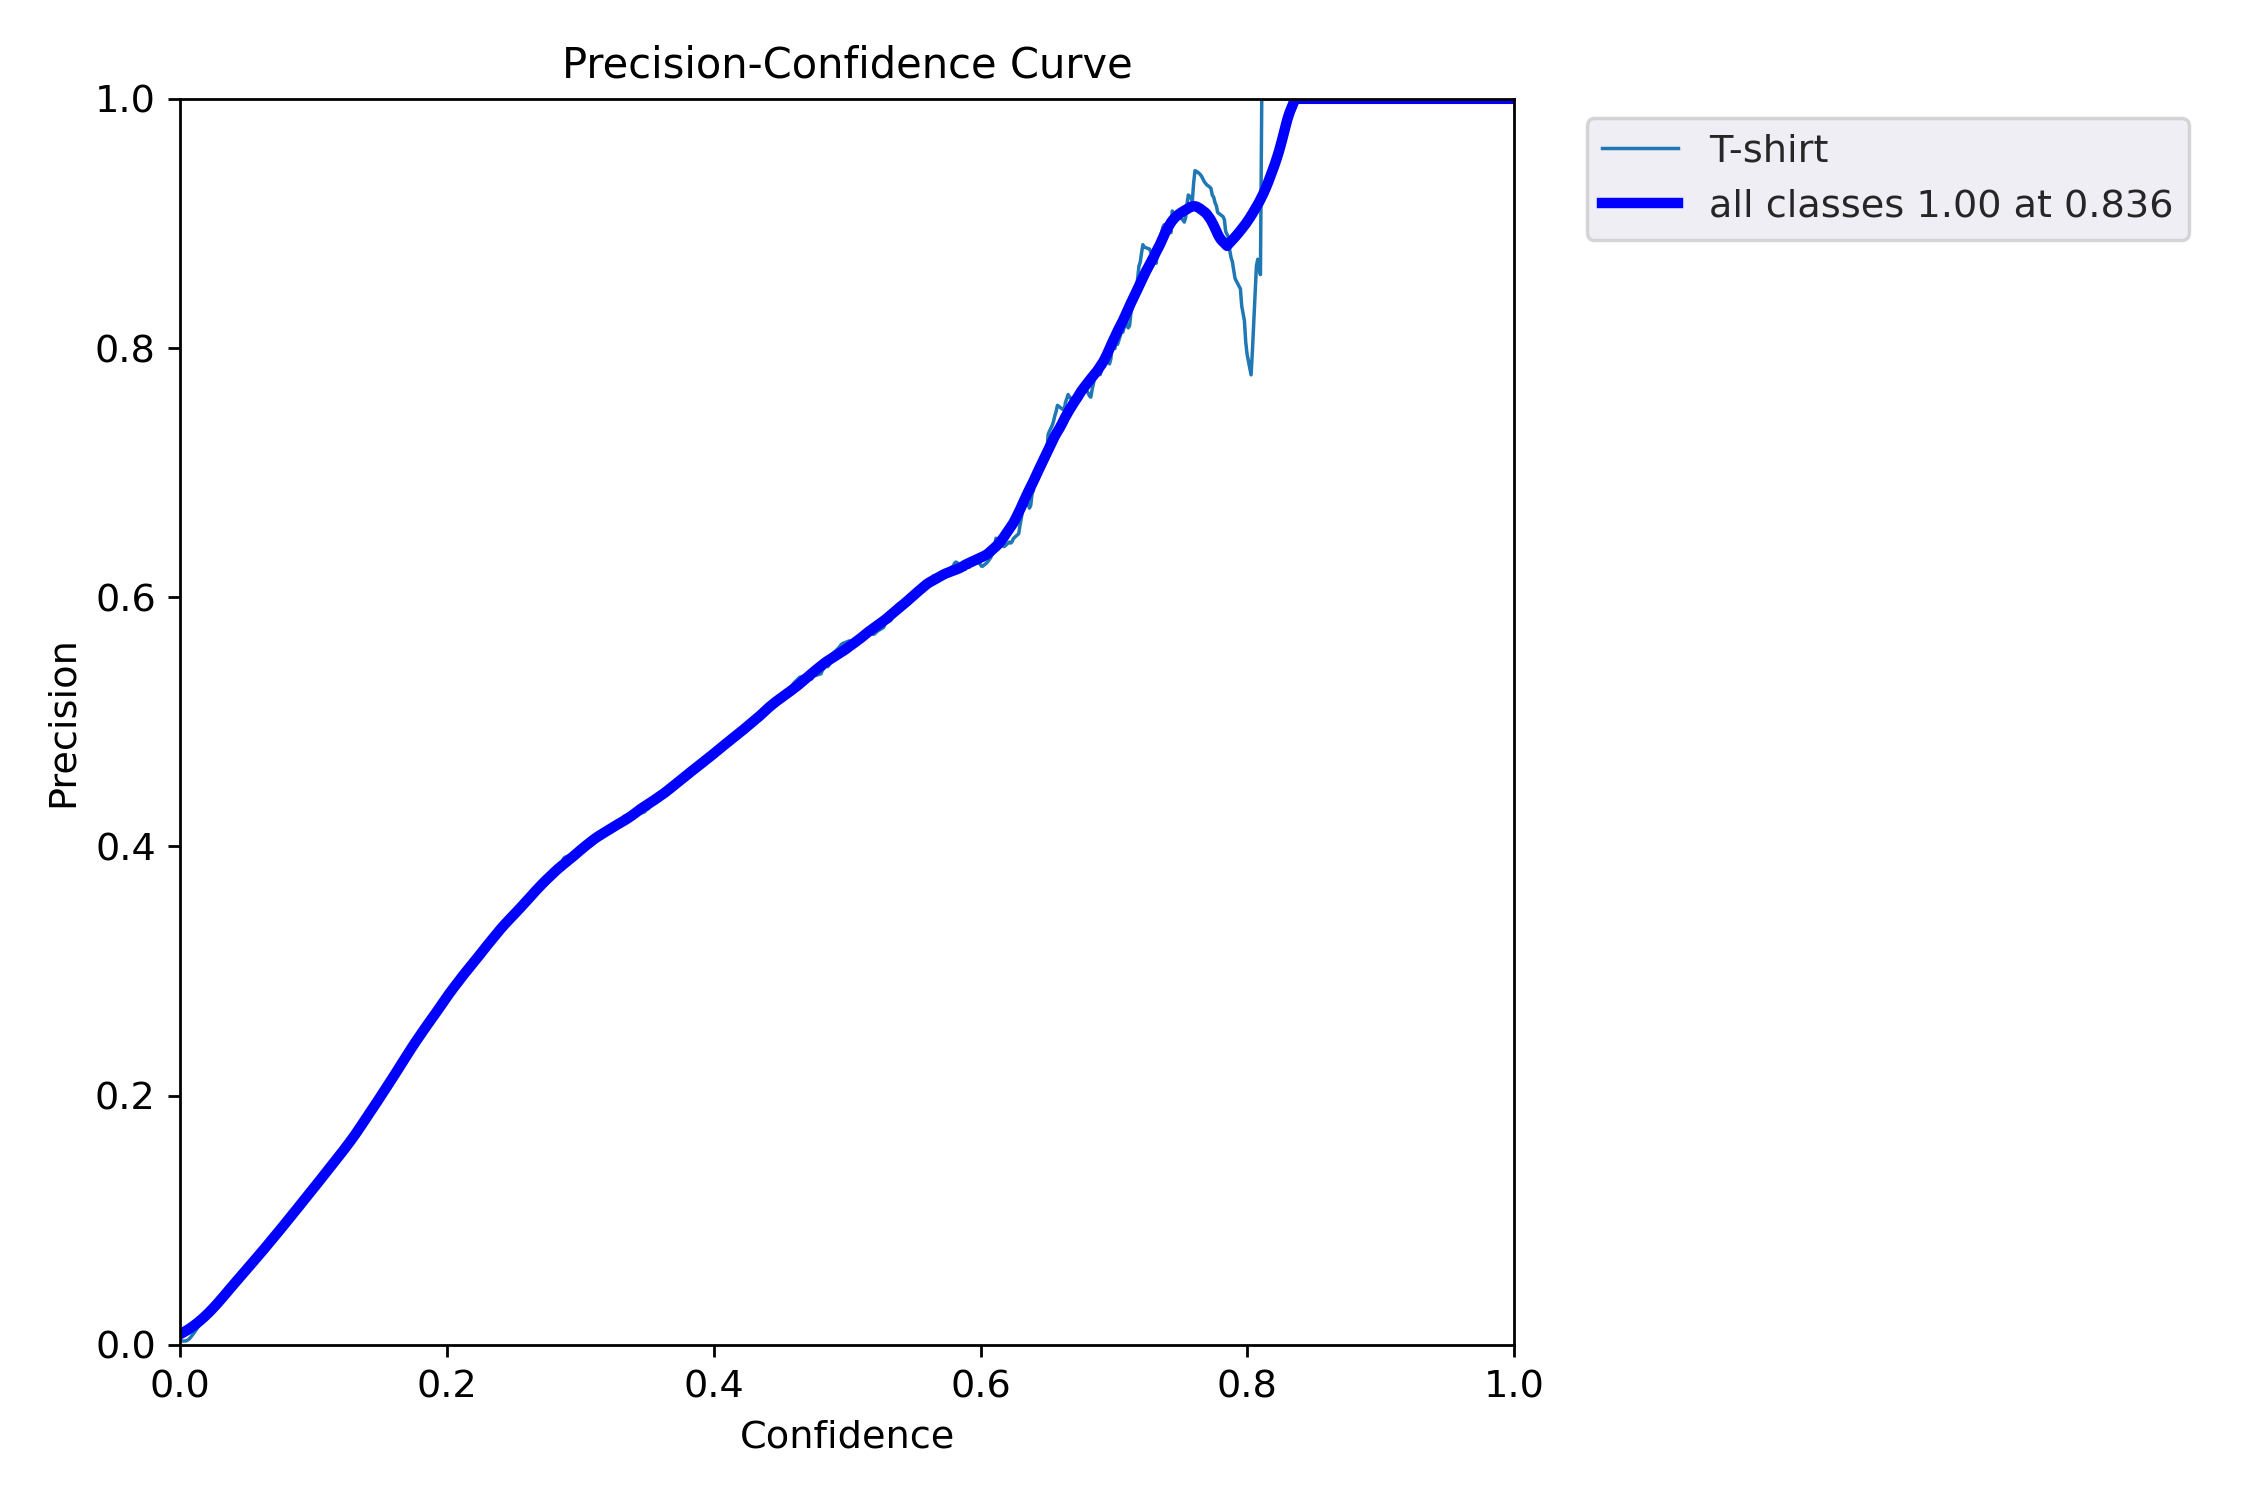 Precision-Confidence Curve
T-shirt
all classes 1.00 at 0.836
Precision
1.0
0.8
0.6
0.4
0.2
0.0
0.0 0.2 0.4 0.6 0.8 1.0
Confidence